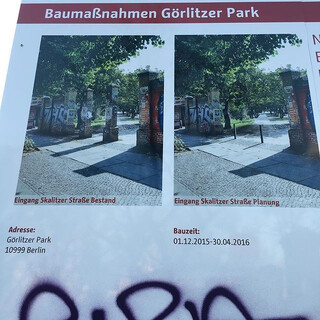 Baumaßnahmen Görlitzer Park
Eingang Skalitzer Straße Bestand
Eingang Skalitzer Straße Planung
Adresse:
Görlitzer Park
10999 Berlin
Bauzeit:
01.12.2015-30.04.2016